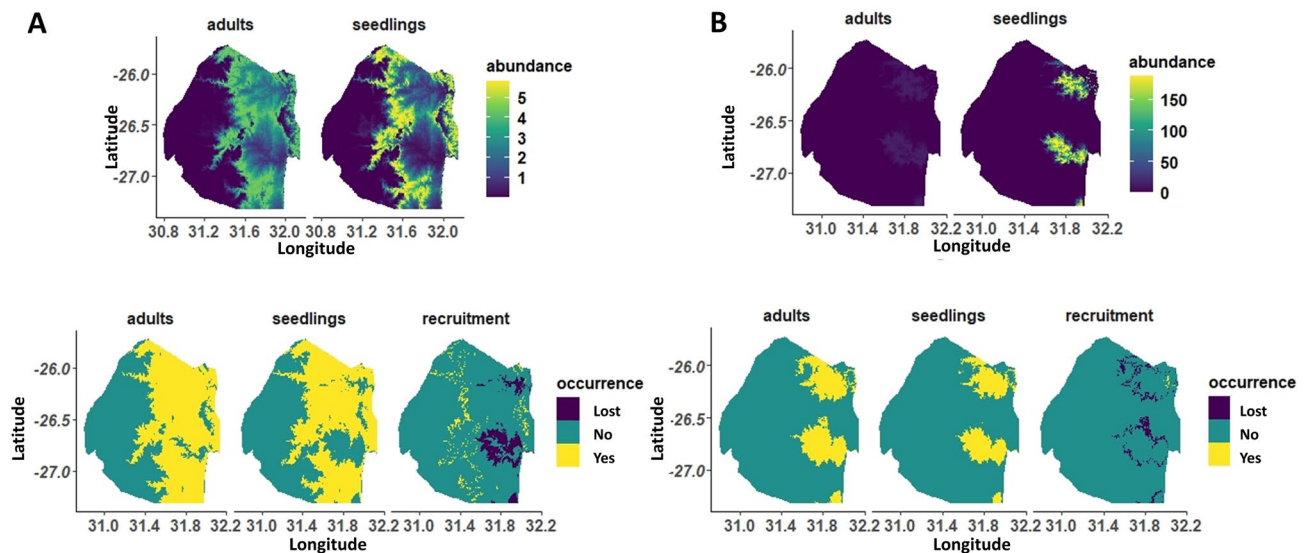 A
adults
seedlings
abundance
5
4
3
2
1
-26.0
-26.5
-27.0
Latitude
30.8 31.2 31.6 32.0
30.8 31.2 31.6 32.0
Longitude
B
adults
seedlings
abundance
150
100
50
0
-26.0
-26.5
-27.0
Latitude
31.0 31.4 31.8 32.2
31.0 31.4 31.8 32.2
Longitude
adults
seedlings
recruitment
occurrence
Lost
No
Yes
-26.0
-26.5
-27.0
Latitude
31.0 31.4 31.8 32.2
31.0 31.4 31.8 32.2
31.0 31.4 31.8 32.2
Longitude
adults
seedlings
recruitment
occurrence
Lost
No
Yes
-26.0
-26.5
-27.0
Latitude
31.0 31.4 31.8 32.2
31.0 31.4 31.8 32.2
31.0 31.4 31.8 32.2
Longitude